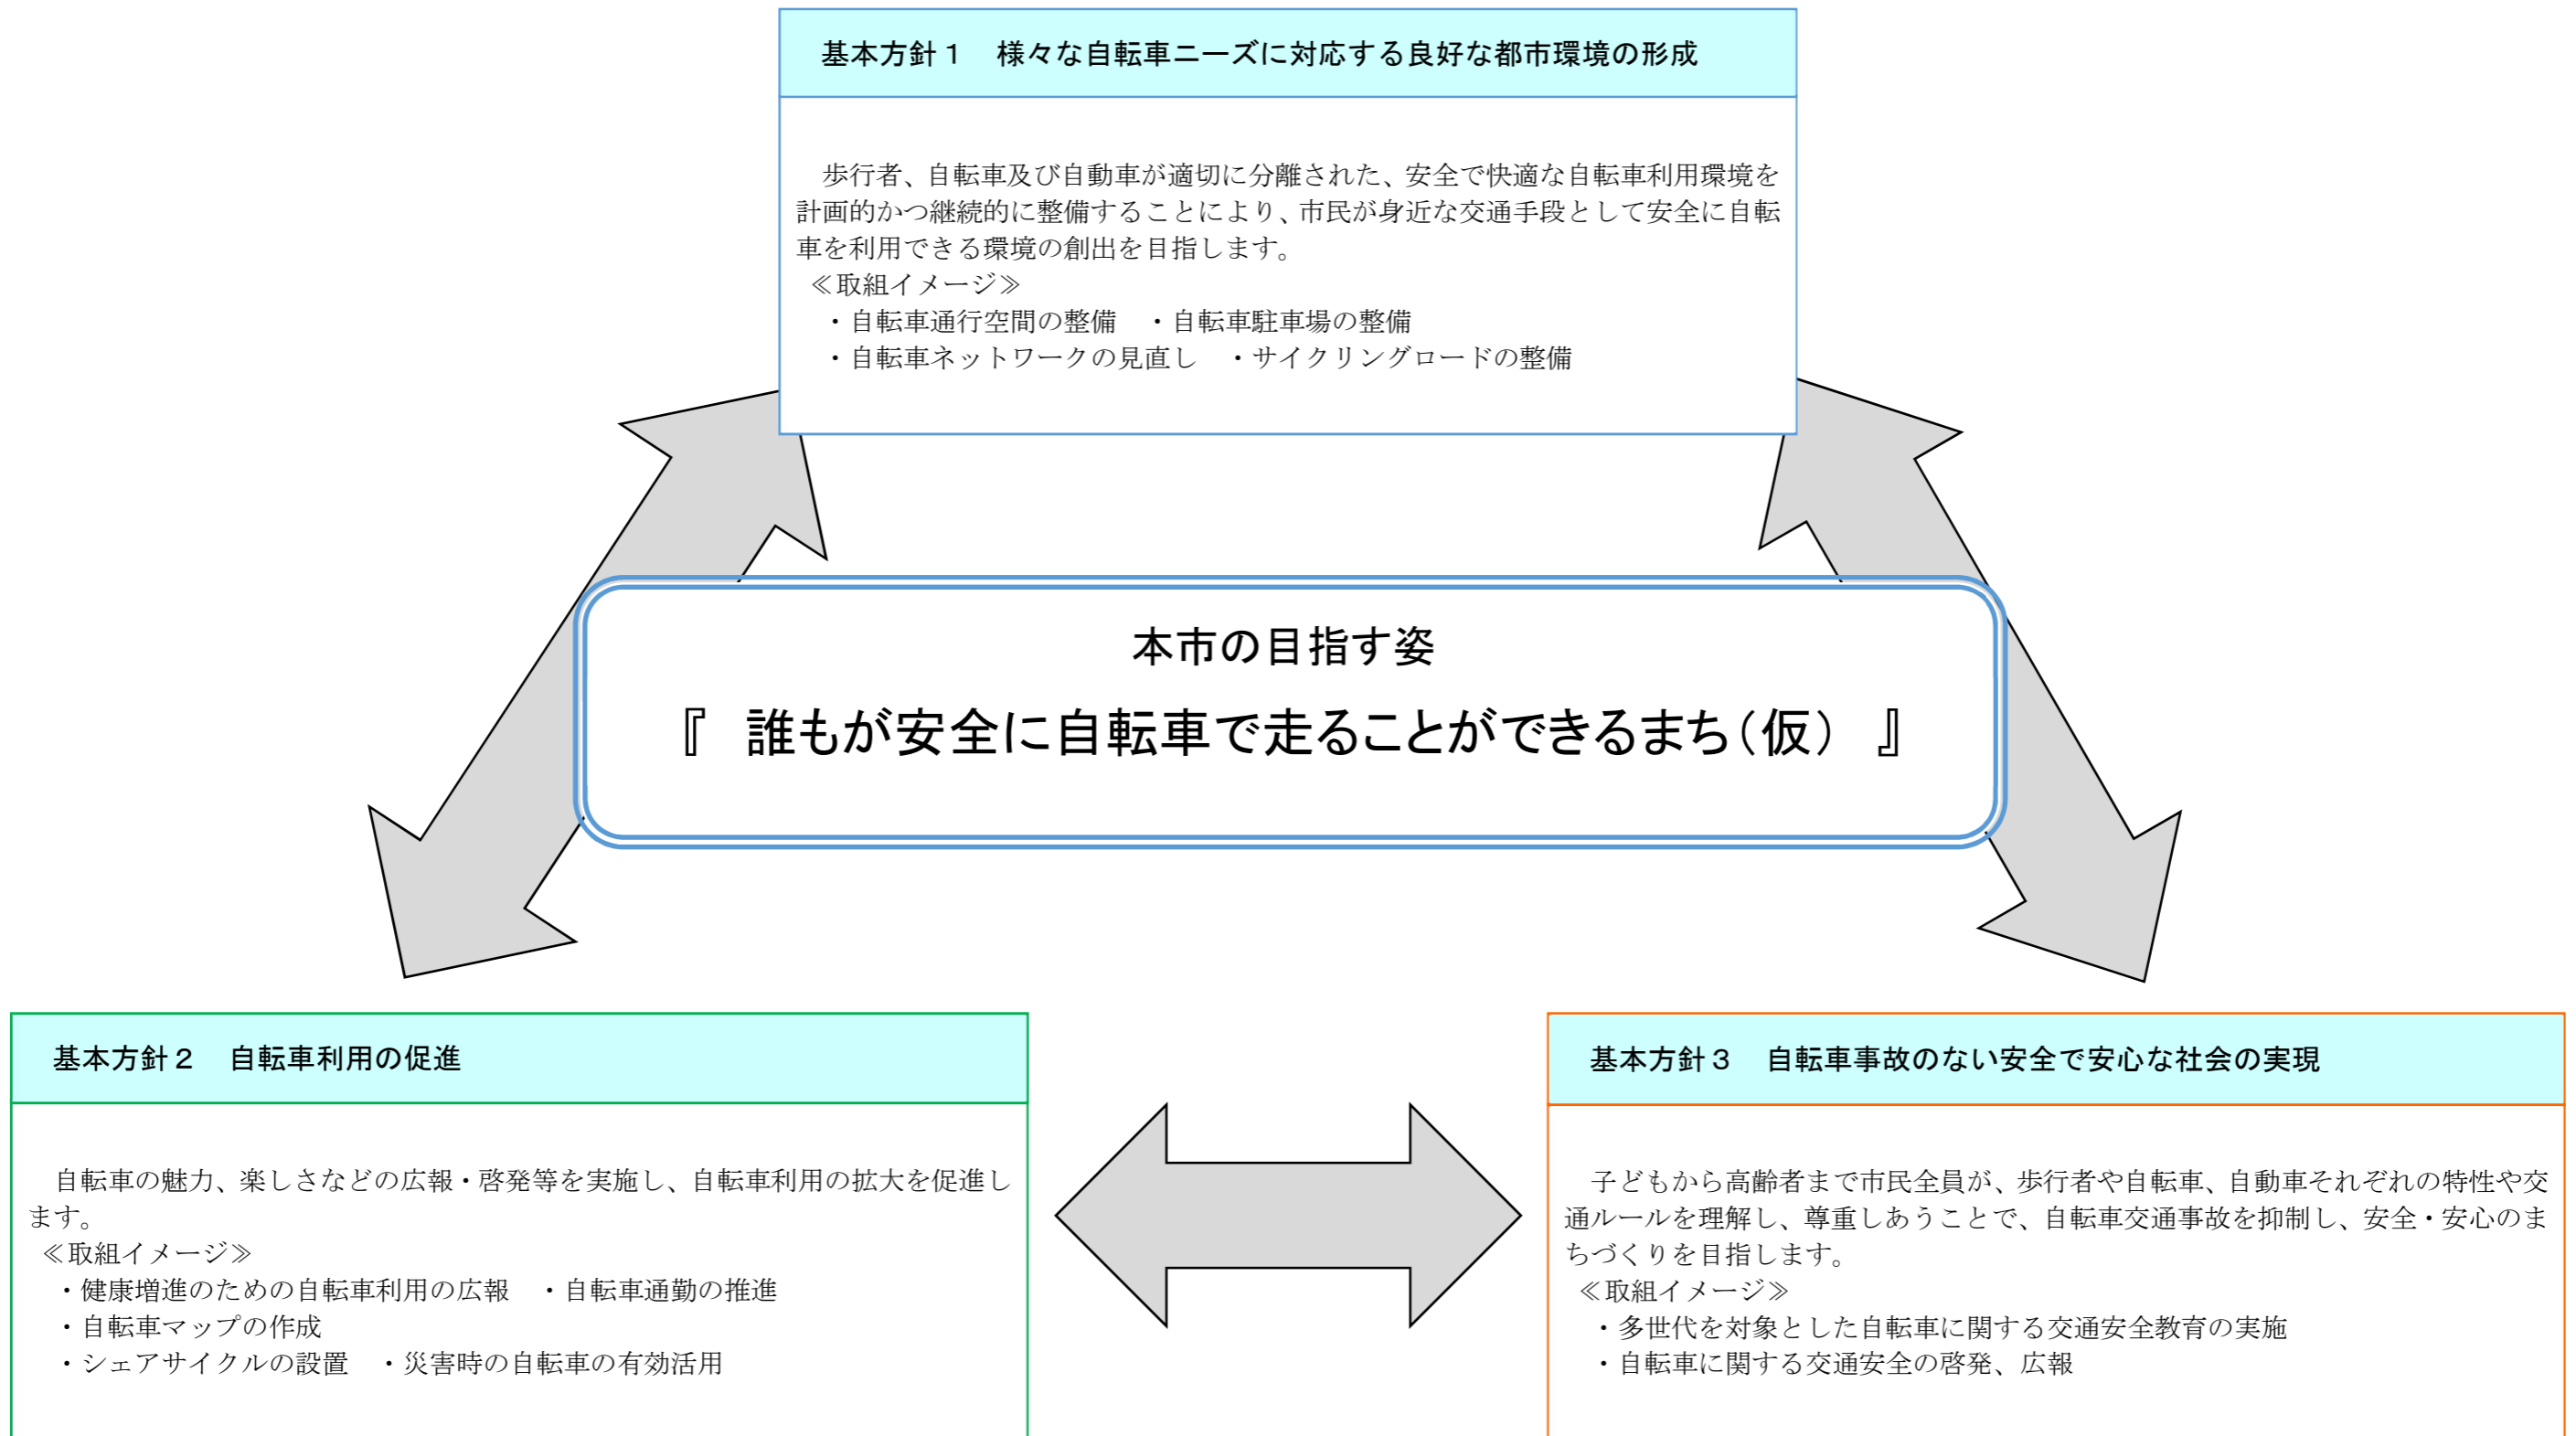 基本方針１　様々な自転車ニーズに対応する良好な都市環境の形成
歩行者、自転車及び自動車が適切に分離された、安全で快適な自転車利用環境を
計画的かつ継続的に整備することにより、市民が身近な交通手段として安全に自転
車を利用できる環境の創出を目指します。
≪取組イメージ≫
・自転車通行空間の整備　・自転車駐車場の整備
・自転車ネットワークの見直し　・サイクリングロードの整備
本市の目指す姿
『　誰もが安全に自転車で走ることができるまち（仮）　』
基本方針２　自転車利用の促進
自転車の魅力、楽しさなどの広報・啓発等を実施し、自転車利用の拡大を促進し
ます。
≪取組イメージ≫
・健康増進のための自転車利用の広報　・自転車通勤の推進
・自転車マップの作成
・シェアサイクルの設置　・災害時の自転車の有効活用
基本方針３　自転車事故のない安全で安心な社会の実現
子どもから高齢者まで市民全員が、歩行者や自転車、自動車それぞれの特性や交
通ルールを理解し、尊重しあうことで、自転車交通事故を抑制し、安全・安心のま
ちづくりを目指します。
≪取組イメージ≫
・多世代を対象とした自転車に関する交通安全教育の実施
・自転車に関する交通安全の啓発、広報